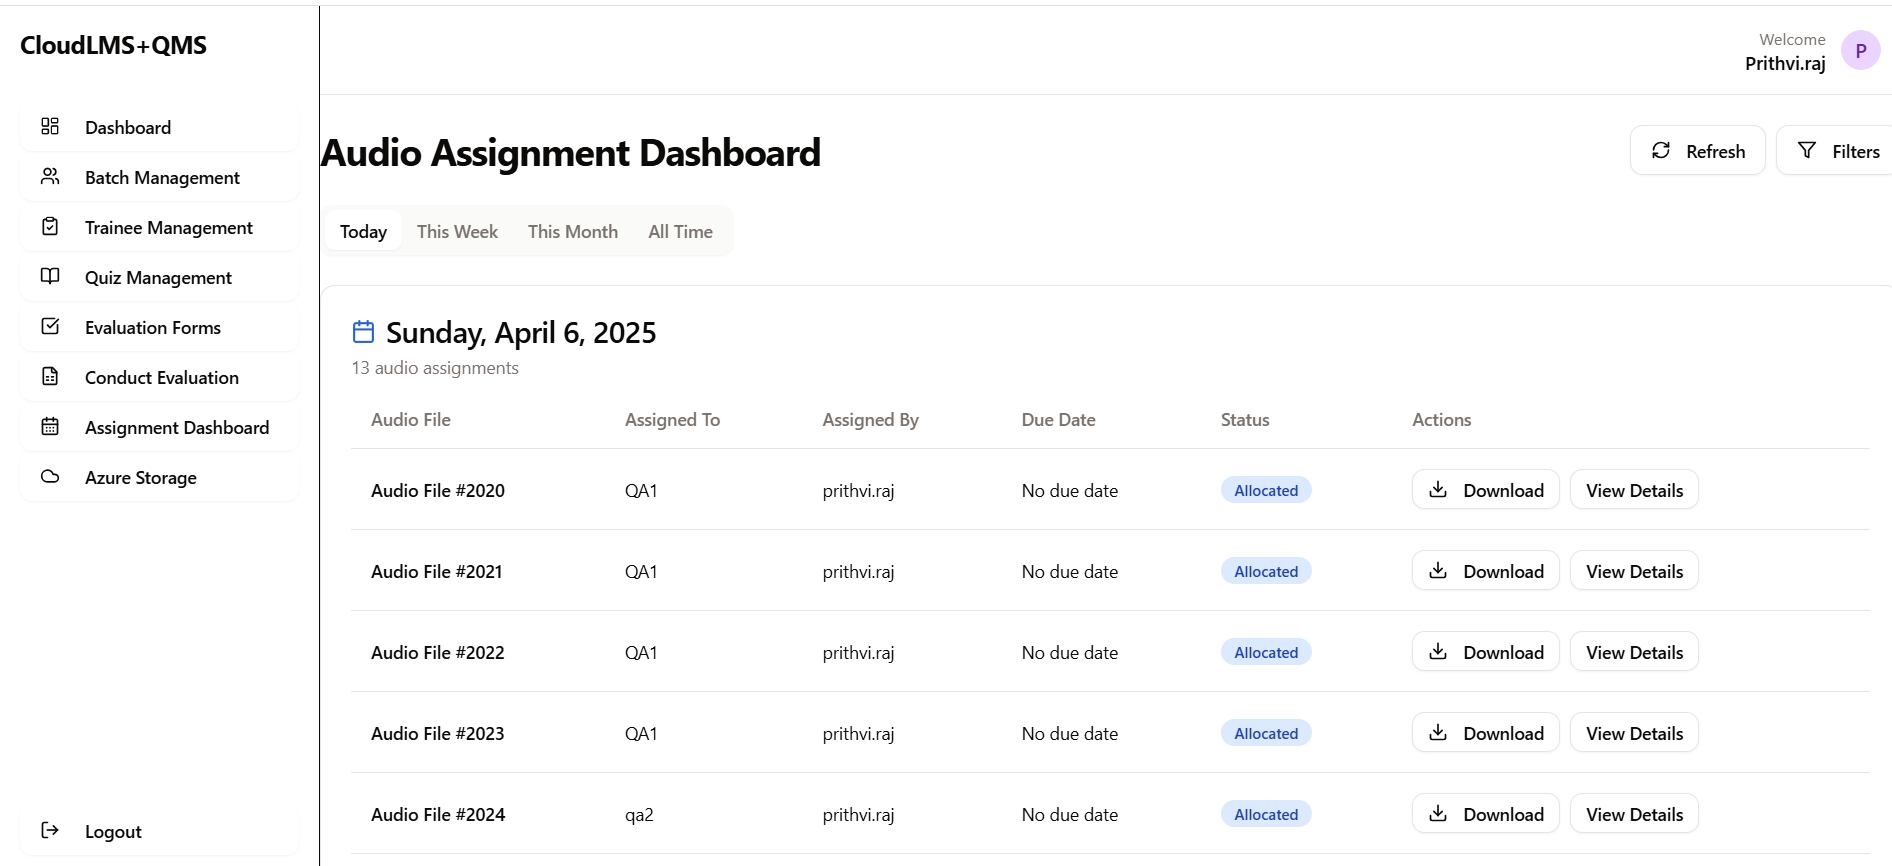 CloudLMS+QMS
Welcome
Prithvi.raj
P
Dashboard
Batch Management
Trainee Management
Quiz Management
Evaluation Forms
Conduct Evaluation
Assignment Dashboard
Azure Storage
Logout
Audio Assignment Dashboard
Refresh
Filters
Today This Week This Month All Time
Sunday, April 6, 2025
13 audio assignments
Audio File Assigned To Assigned By Due Date Status Actions
Audio File #2020 QA1 prithvi.raj No due date Allocated Download View Details
Audio File #2021 QA1 prithvi.raj No due date Allocated Download View Details
Audio File #2022 QA1 prithvi.raj No due date Allocated Download View Details
Audio File #2023 QA1 prithvi.raj No due date Allocated Download View Details
Audio File #2024 qa2 prithvi.raj No due date Allocated Download View Details